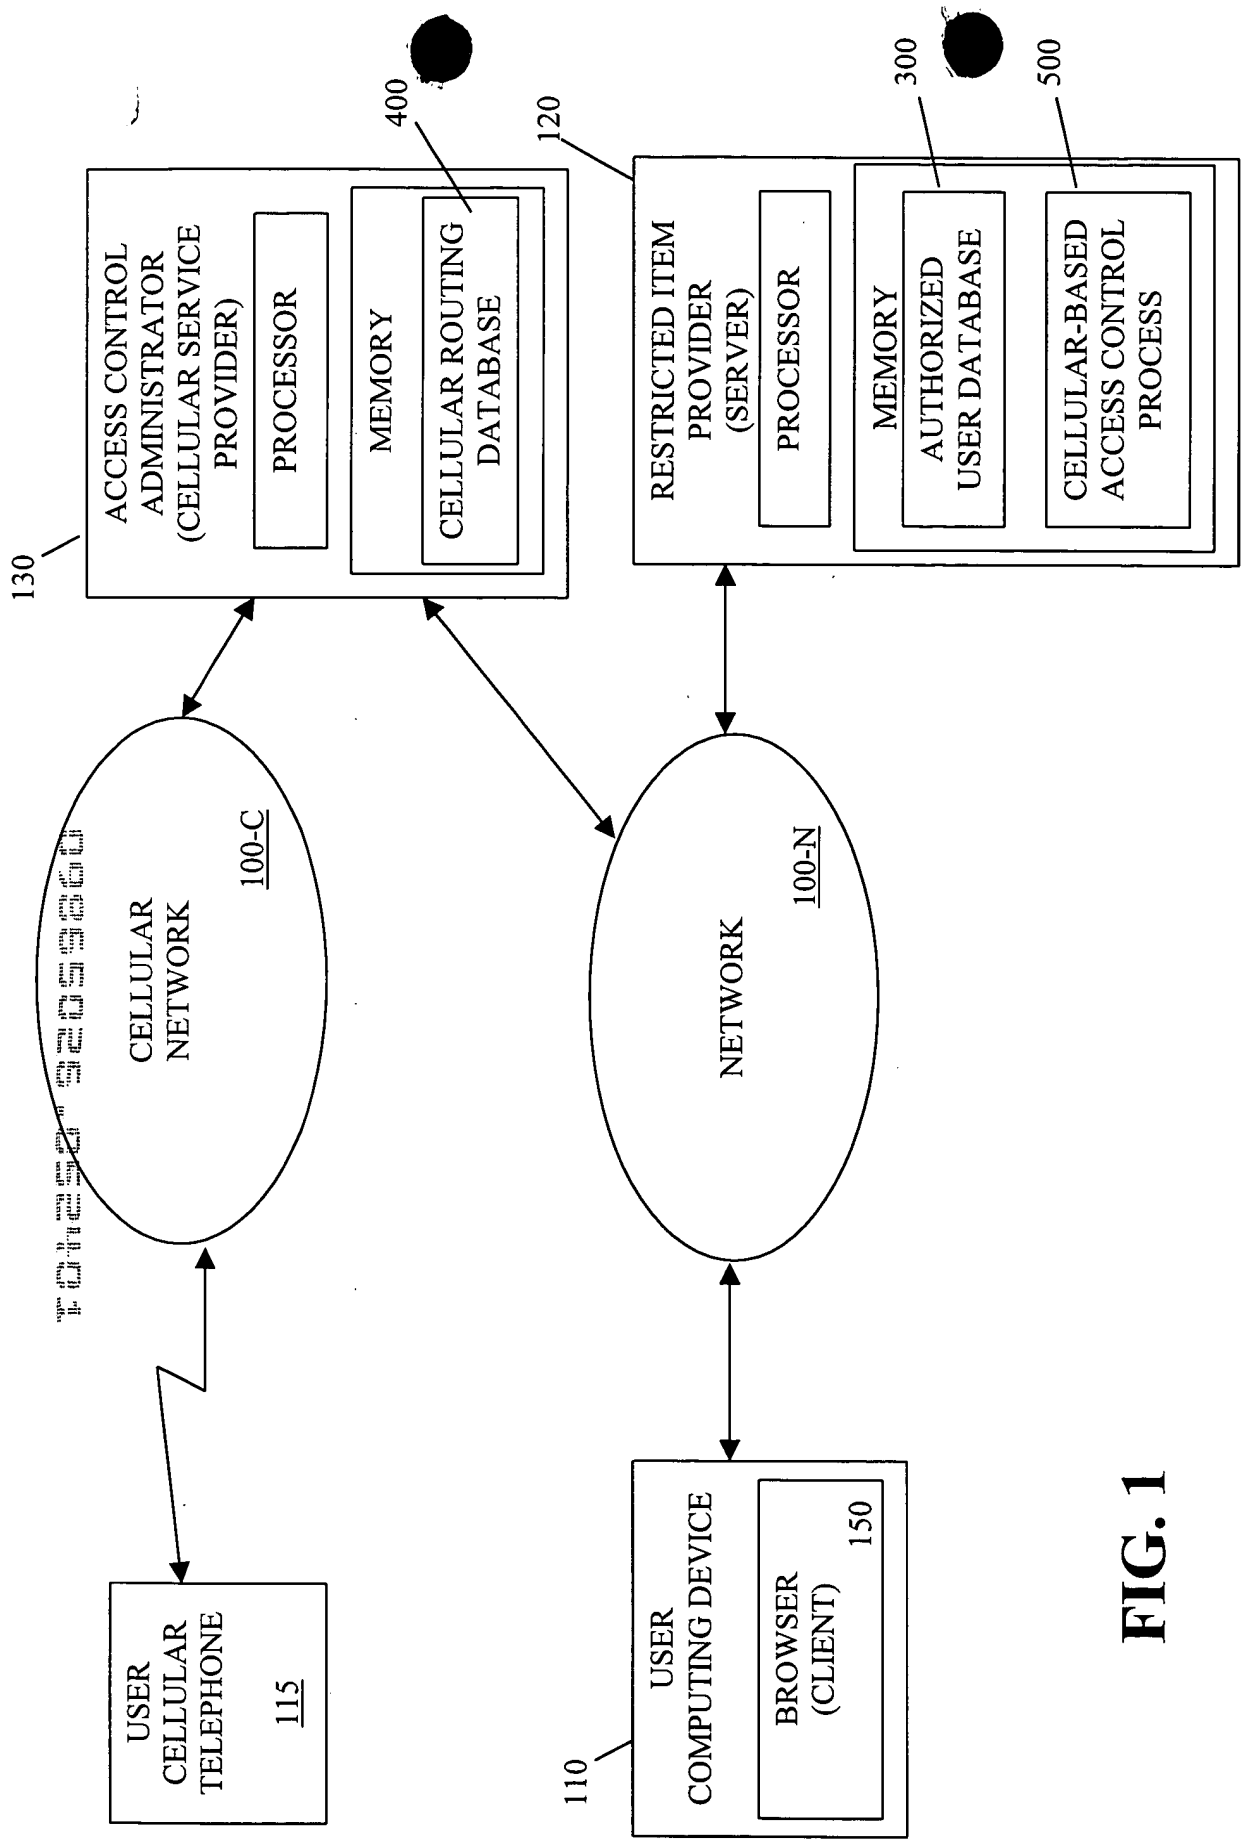 130
USER
CELLULAR
TELEPHONE
115
CELLULAR
NETWORK
100-C
ACCESS CONTROL
ADMINISTRATOR
(CELLULAR SERVICE
PROVIDER)
PROCESSOR
MEMORY
CELLULAR ROUTING
DATABASE
400
110
USER
COMPUTING DEVICE
BROWSER
(CLIENT)
150
NETWORK
100-N
120
RESTRICTED ITEM
PROVIDER
(SERVER)
PROCESSOR
MEMORY
AUTHORIZED
USER DATABASE
300
CELLULAR-BASED
ACCESS CONTROL
PROCESS
500
FIG. 1